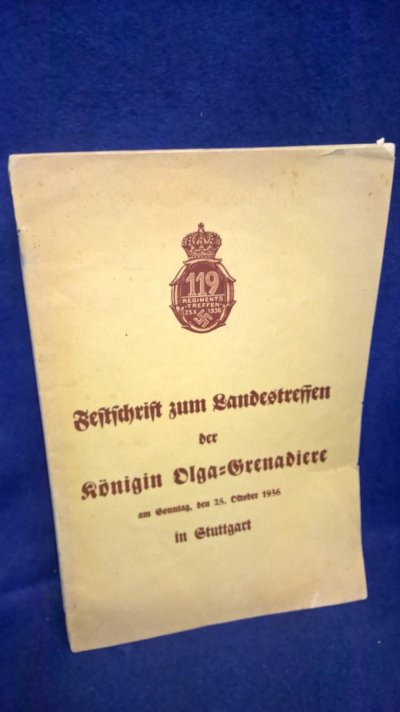 119
REGIMENTS
-TREFFEN-
25.X 1936
Festschrift zum Landestreffen
der
Königin Olga=Grenadiere
am Sonntag, den 25. Oktober 1936
in Stuttgart